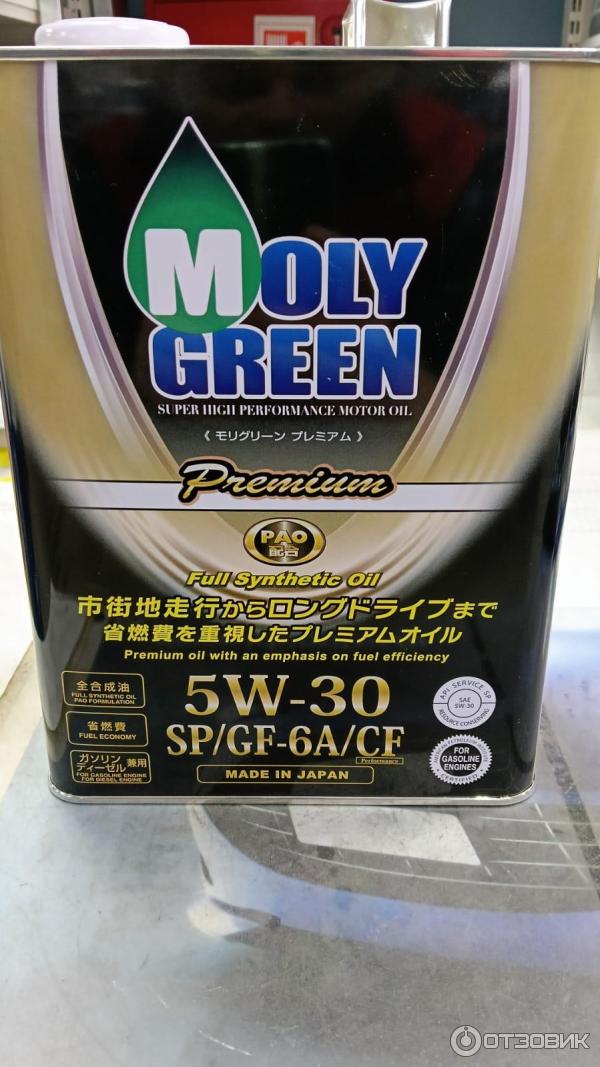 MOLY
GREEN
SUPER HIGH PERFORMANCE MOTOR OIL
《 モリグリーン プレミアム 》
Premium
PAO
配合
Full Synthetic Oil
市街地走行からロングドライブまで
省燃費を重視したプレミアムオイル
Premium oil with an emphasis on fuel efficiency
全合成油
FULL SYNTHETIC OIL
PAO FORMULATION
省燃費
FUEL ECONOMY
ガソリン
ディーゼル 兼用
FOR GASOLINE ENGINE
FOR DIESEL ENGINE
5W-30
SP/GF-6A/CF
Performance
MADE IN JAPAN
API SERVICE SP
SAE
5W-30
RESOURCE CONSERVING
FOR
GASOLINE
ENGINES
CERTIFIED
ОТЗОВИК